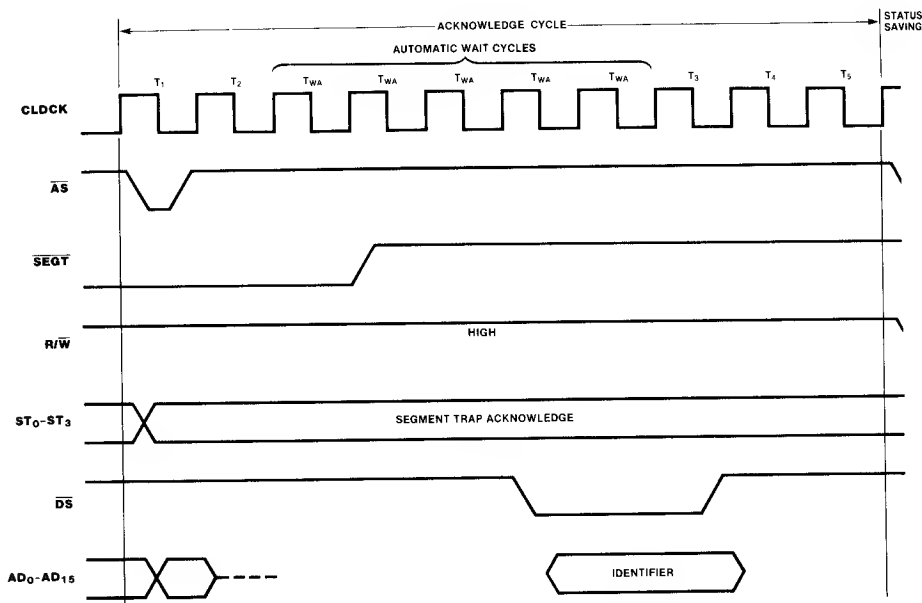 ACKNOWLEDGE CYCLE
STATUS SAVING
AUTOMATIC WAIT CYCLES
T1 T2 TWA TWA TWA TWA TWA T3 T4 T5
CLDCK
AS
SEGT
R/W
HIGH
ST0-ST3
SEGMENT TRAP ACKNOWLEDGE
DS
AD0-AD15
IDENTIFIER